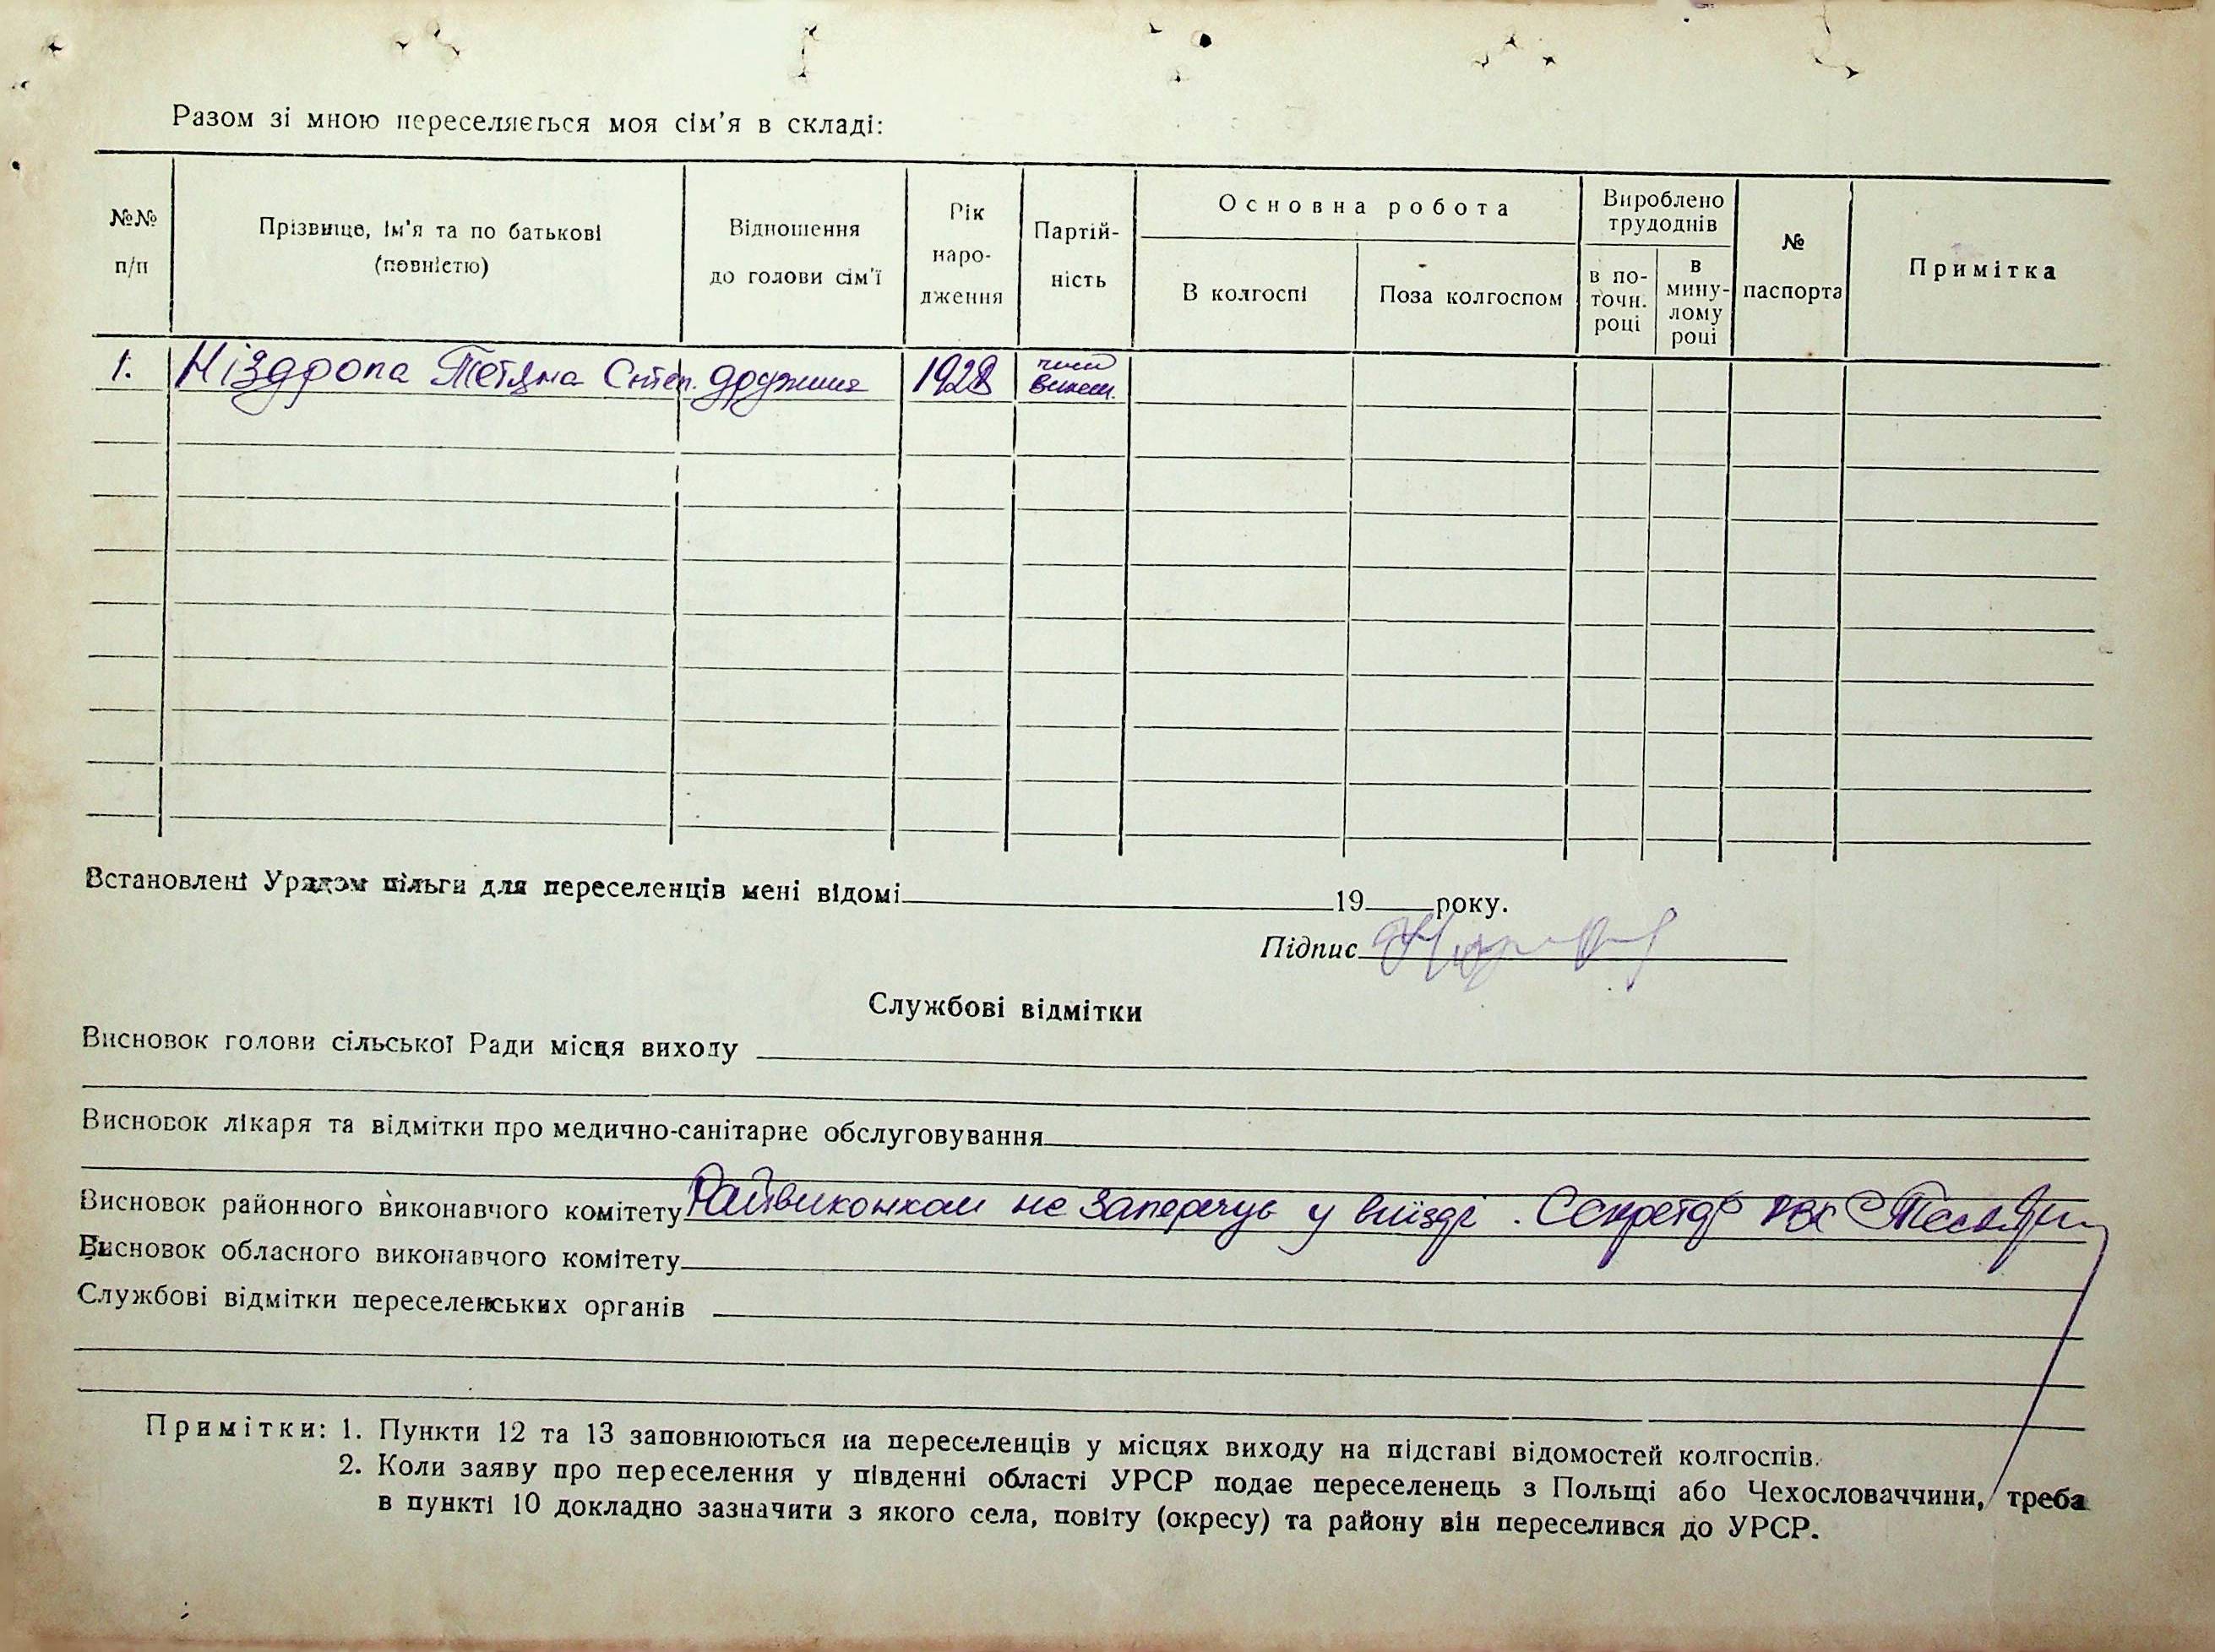 Разом зі мною переселяється моя сім'я в складі:
№№ п/п
Прізвище, ім'я та по батькові (повністю)
Відношення до голови сім'ї
Рік народження
Партійність
Основна робота
В колгоспі
Поза колгоспом
Вироблено трудоднів
в поточн. році
в минулому році
№ паспорта
Примітка
1. Ніздропа Тетяна Степ. дружина 1928
Встановлені Урядом пільги для переселенців мені відомі 19 року.
Підпис
Службові відмітки
Висновок голови сільської Ради місця виходу
Висновок лікаря та відмітки про медично-санітарне обслуговування
Висновок районного виконавчого комітету Райвиконком не заперечує у виїзді. Секретар РВК
Висновок обласного виконавчого комітету
Службові відмітки переселенських органів
Примітки: 1. Пункти 12 та 13 заповнюються на переселенців у місцях виходу на підставі відомостей колгоспів.
2. Коли заяву про переселення у південні області УРСР подає переселенець з Польщі або Чехословаччини, треба
в пункті 10 докладно зазначити з якого села, повіту (окресу) та району він переселився до УРСР.